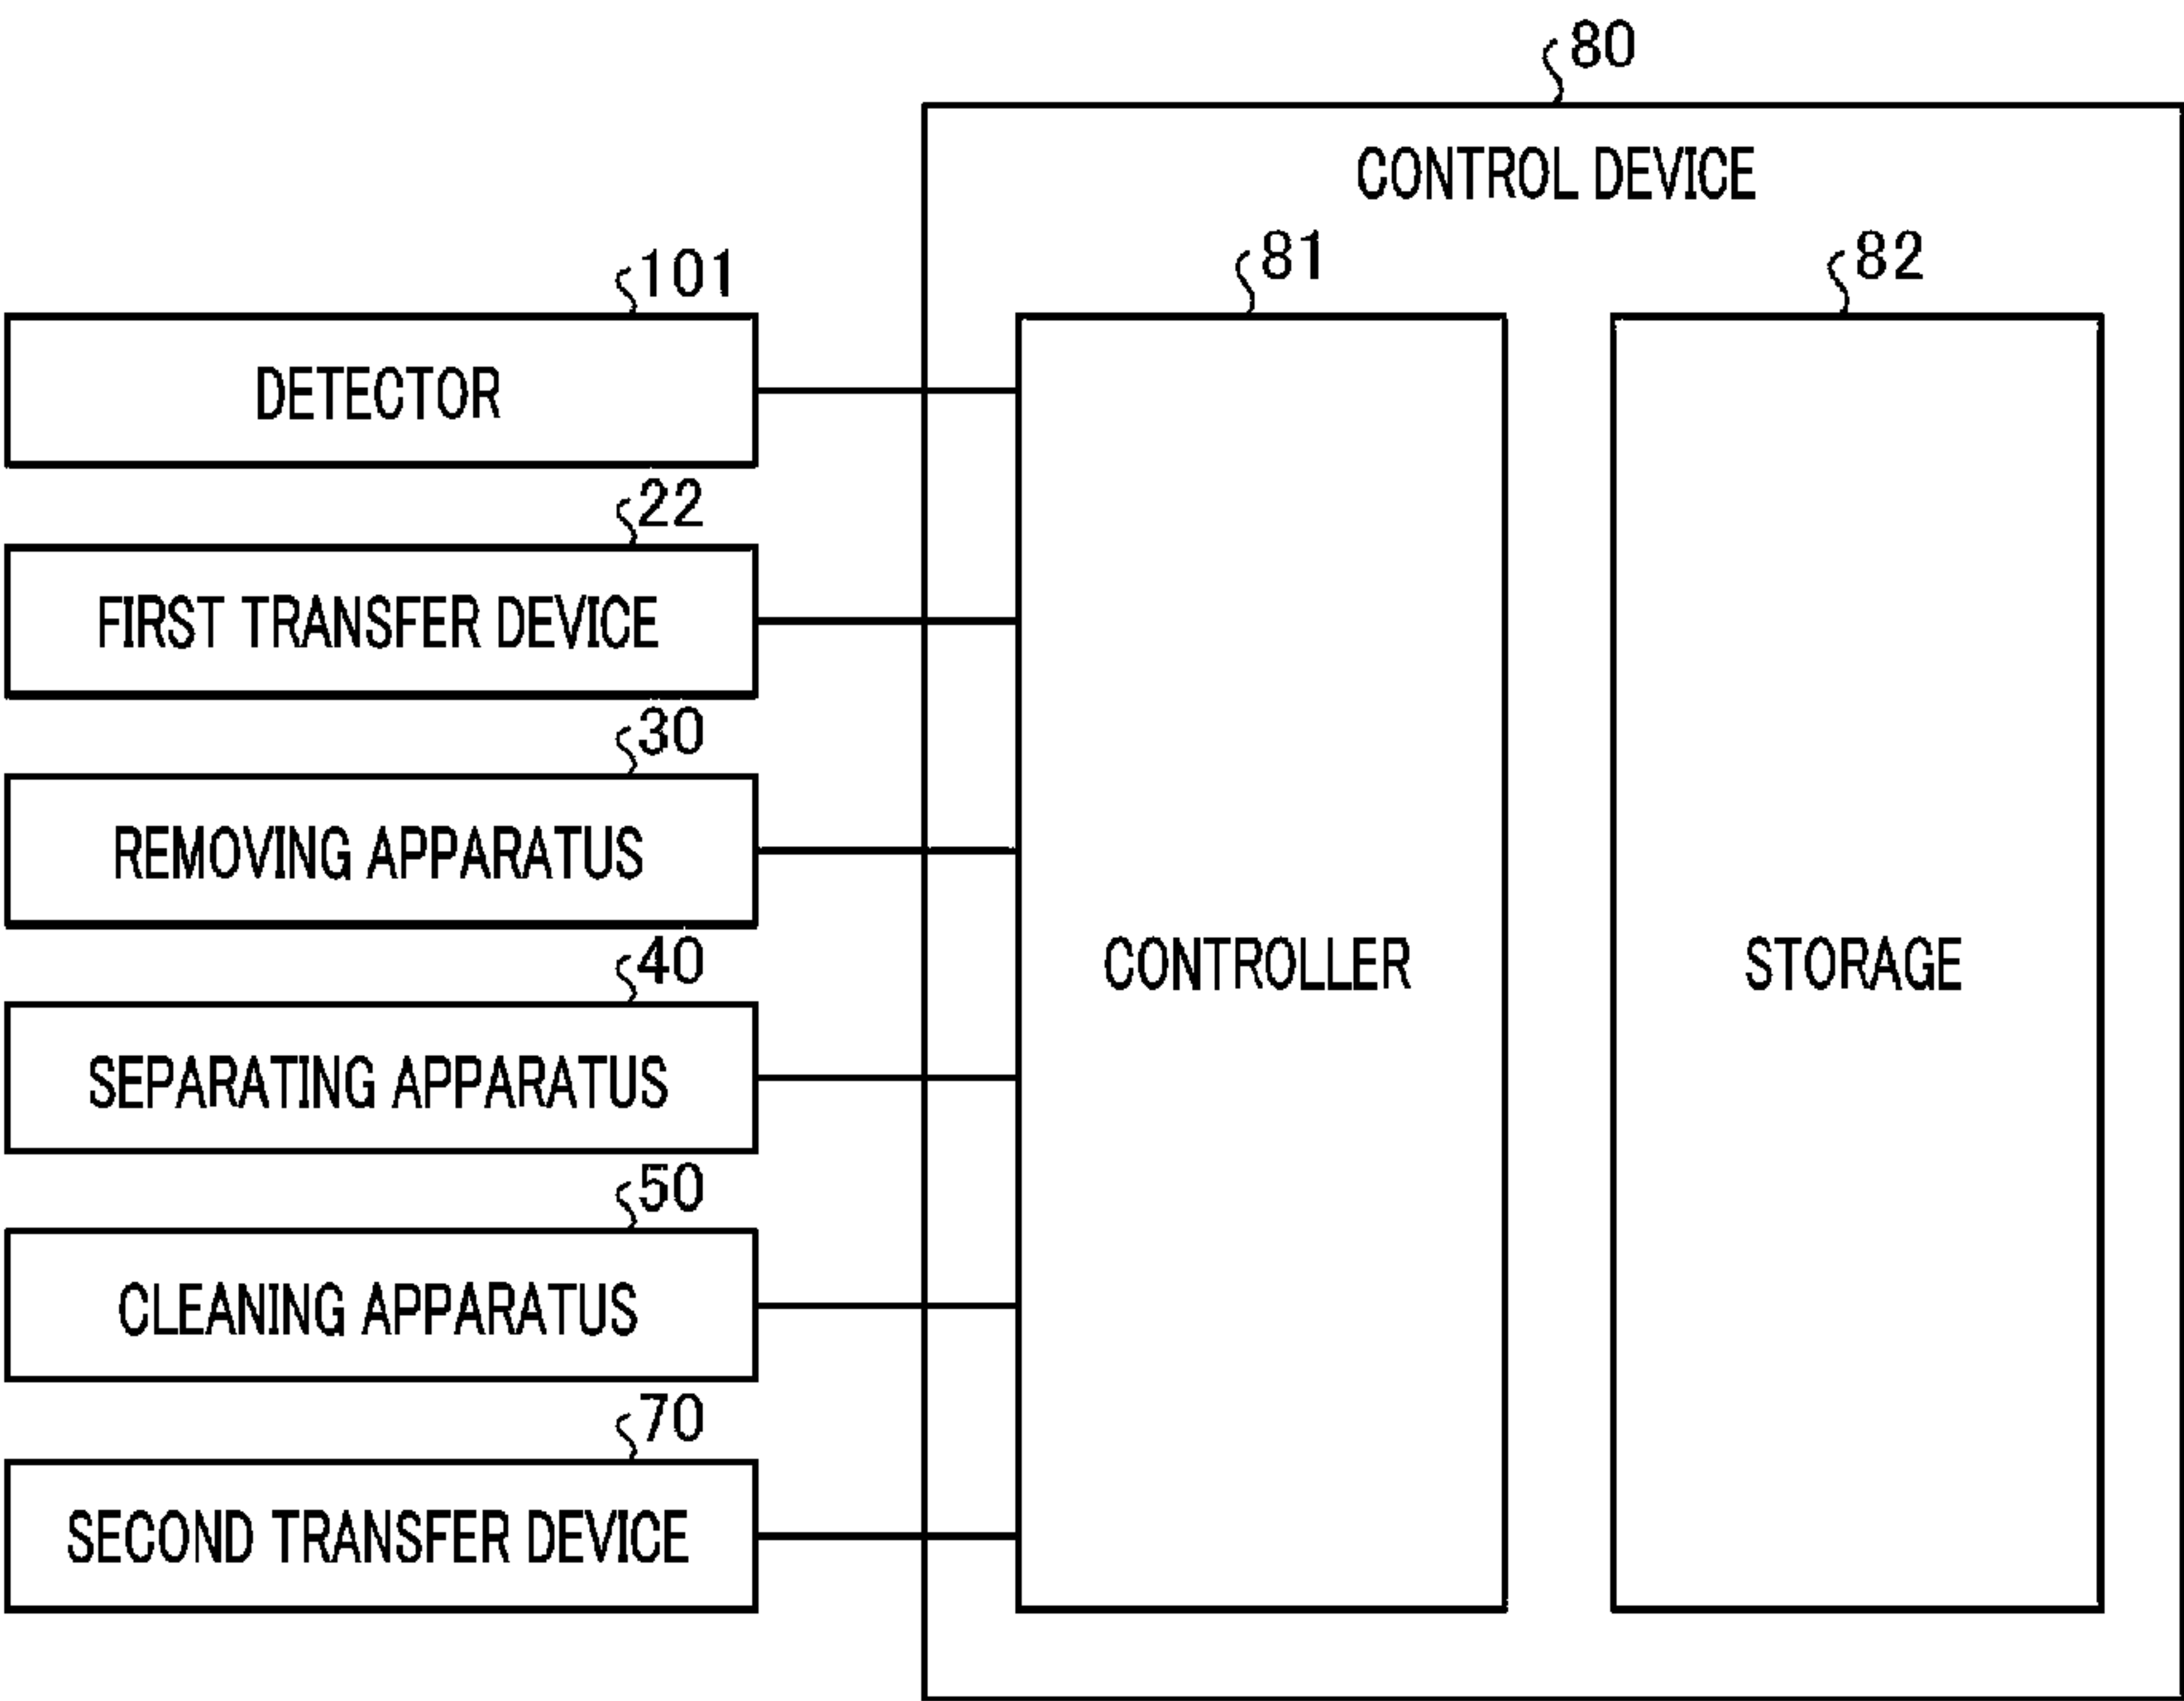 80
CONTROL DEVICE
101
81
82
DETECTOR
22
FIRST TRANSFER DEVICE
30
REMOVING APPARATUS
40
CONTROLLER
STORAGE
SEPARATING APPARATUS
50
CLEANING APPARATUS
70
SECOND TRANSFER DEVICE